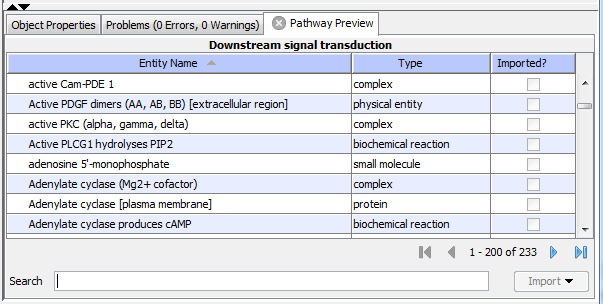 Object Properties Problems (0 Errors, 0 Warnings) Pathway Preview
Downstream signal transduction
Entity Name Type Imported?
active Cam-PDE 1 complex
Active PDGF dimers (AA, AB, BB) [extracellular region] physical entity
active PKC (alpha, gamma, delta) complex
Active PLCG1 hydrolyses PIP2 biochemical reaction
adenosine 5'-monophosphate small molecule
Adenylate cyclase (Mg2+ cofactor) complex
Adenylate cyclase [plasma membrane] protein
Adenylate cyclase produces cAMP biochemical reaction
1 - 200 of 233
Search Import